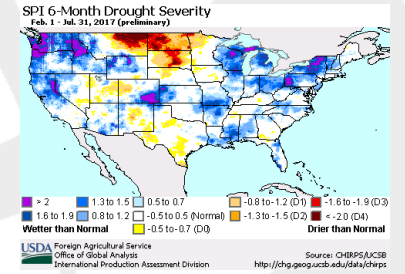 SPI 6-Month Drought Severity
Feb. 1 - Jul. 31, 2017 (preliminary)
> 2
1.3 to 1.5
0.5 to 0.7
-0.8 to -1.2 (D1)
-1.6 to -1.9 (D3)
1.6 to 1.9
0.8 to 1.2
-0.5 to 0.5 (Normal)
-1.3 to -1.5 (D2)
< -2.0 (D4)
Wetter than Normal
-0.5 to -0.7 (D0)
Drier than Normal
USDA Foreign Agricultural Service
Office of Global Analysis
International Production Assessment Division
Source: CHIRPS/UCSB
http://chg.geog.ucsb.edu/data/chirps